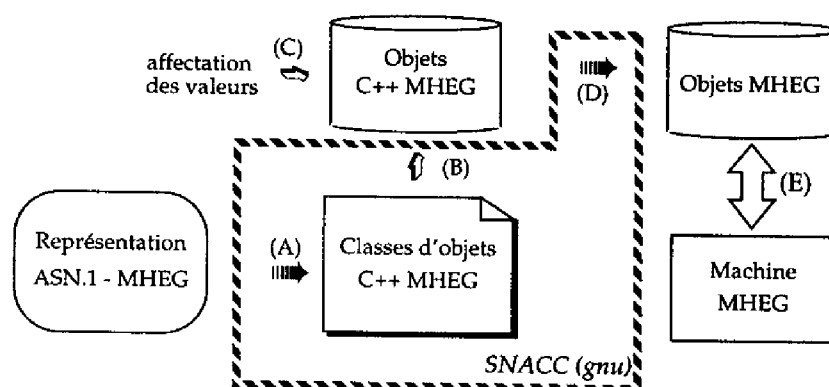 affectation
des valeurs
(C)
Objets
C++ MHEG
(D)
Objets MHEG
(B)
(E)
Représentation
ASN.1 - MHEG
(A)
Classes d'objets
C++ MHEG
Machine
MHEG
SNACC (gnu)